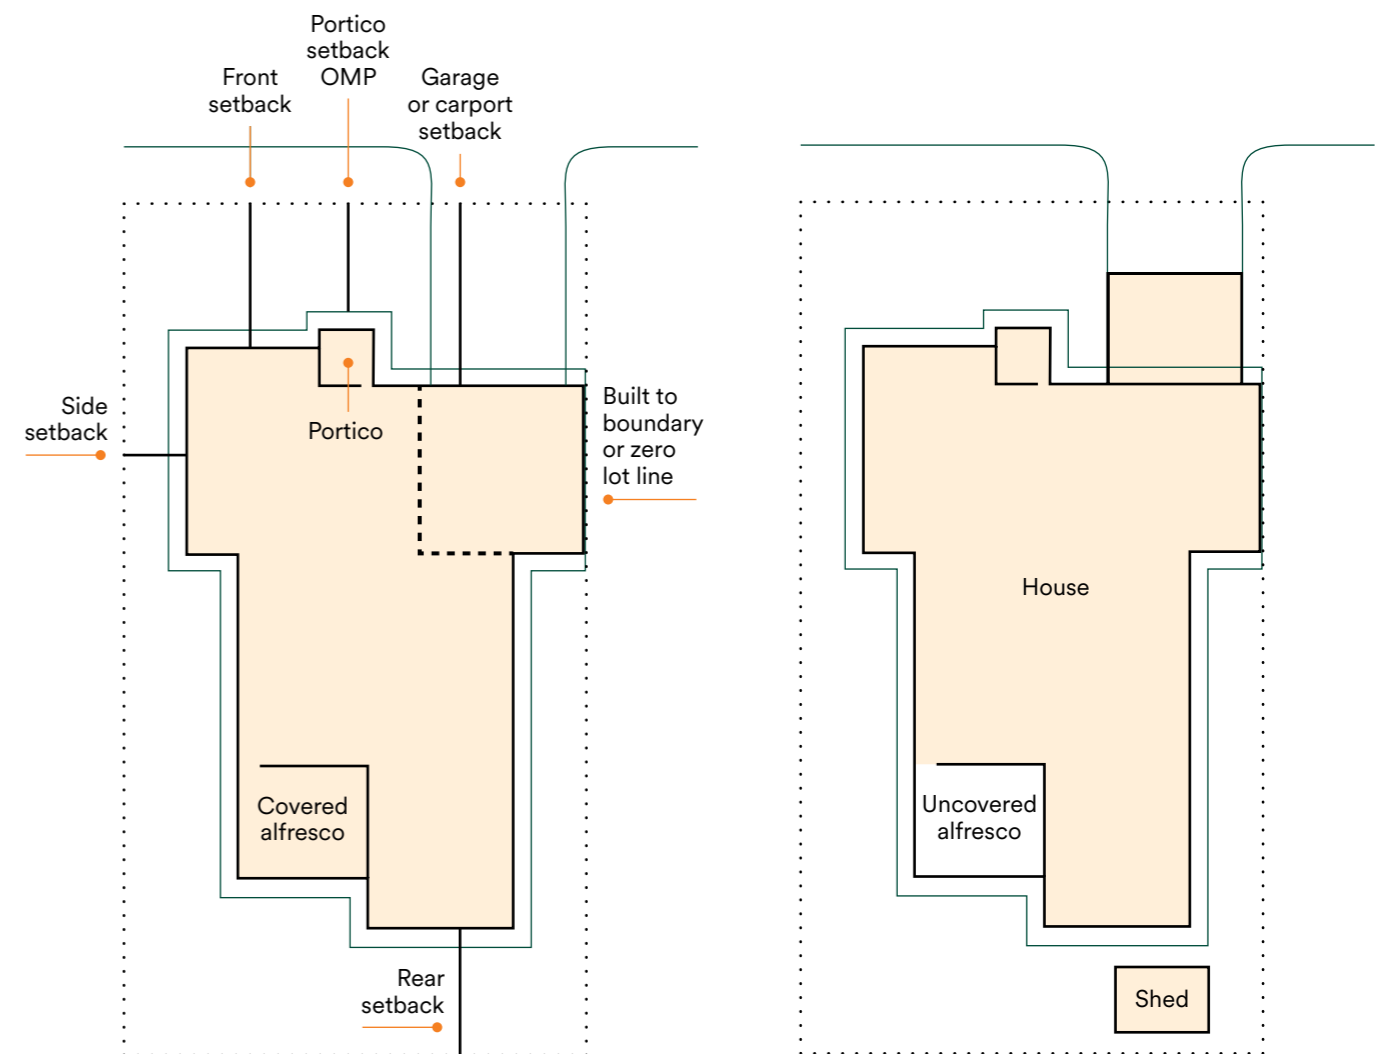 Portico
setback
OMP
Front
setback
Garage
or carport
setback
Side
setback
Portico
Built to
boundary
or zero
lot line
Covered
alfresco
Rear
setback
House
Uncovered
alfresco
Shed